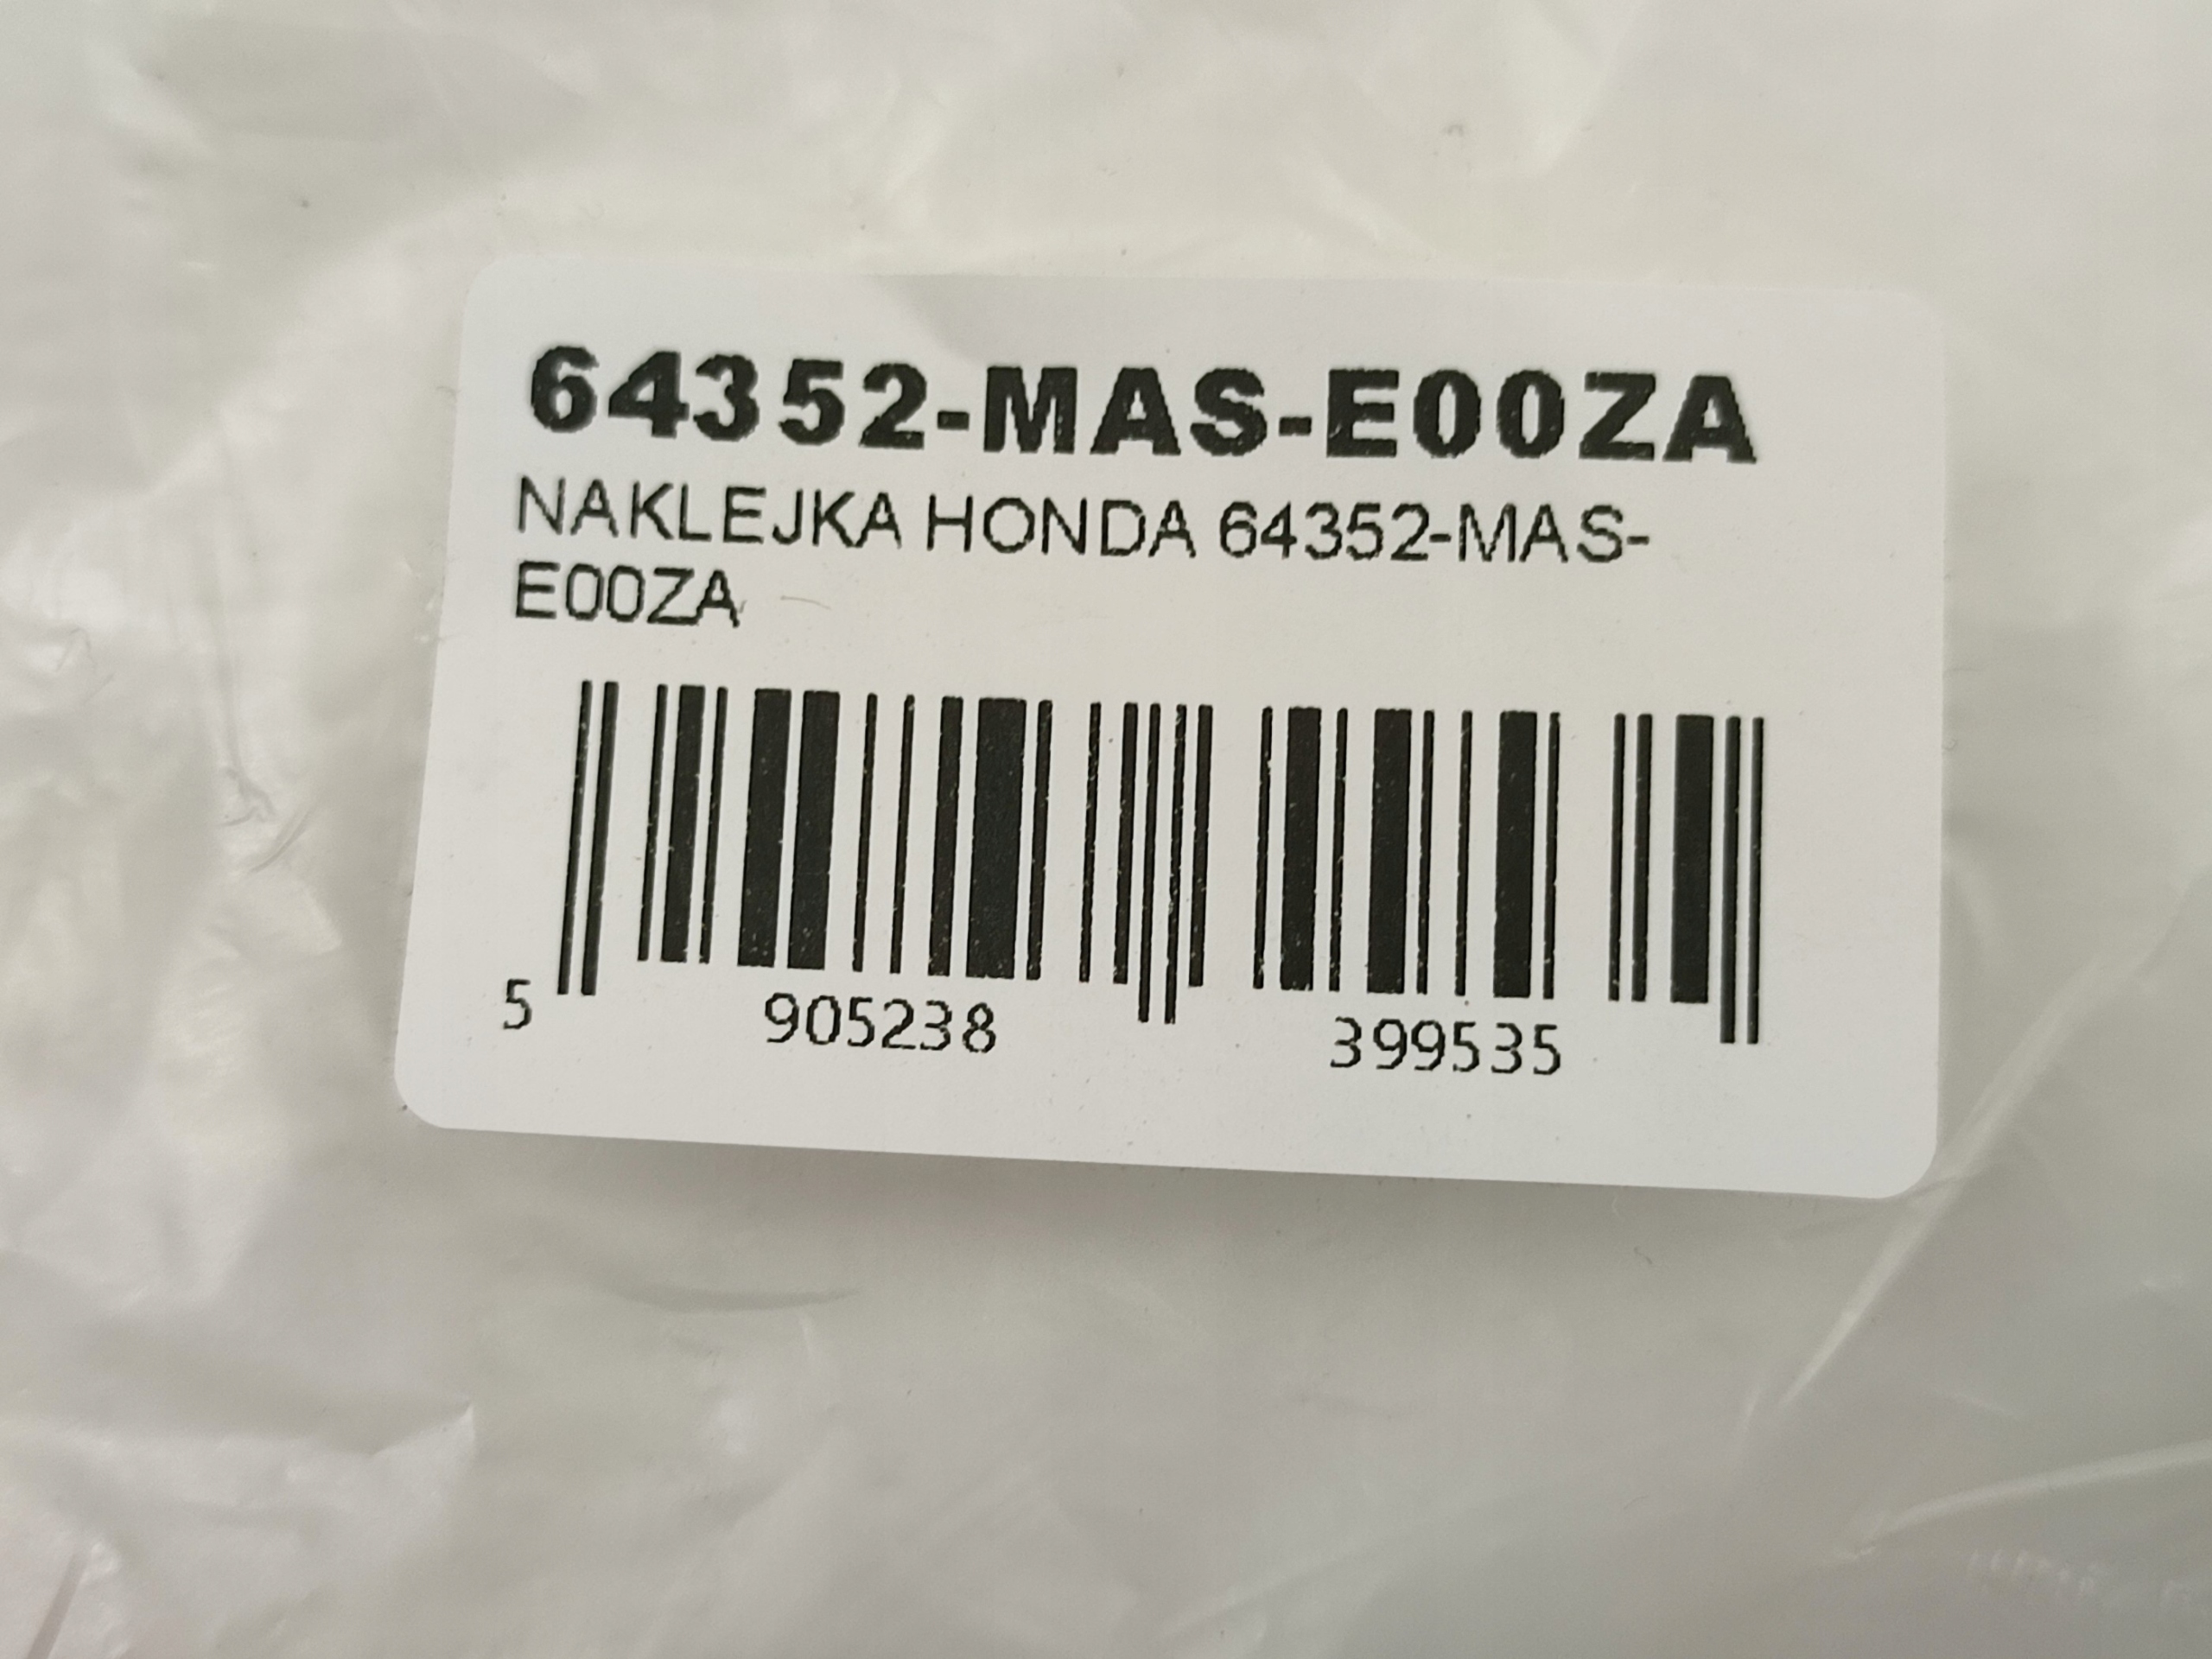 64352-MAS-E00ZA
NAKLEJKA HONDA 64352-MAS-
E00ZA
5 905238 399535